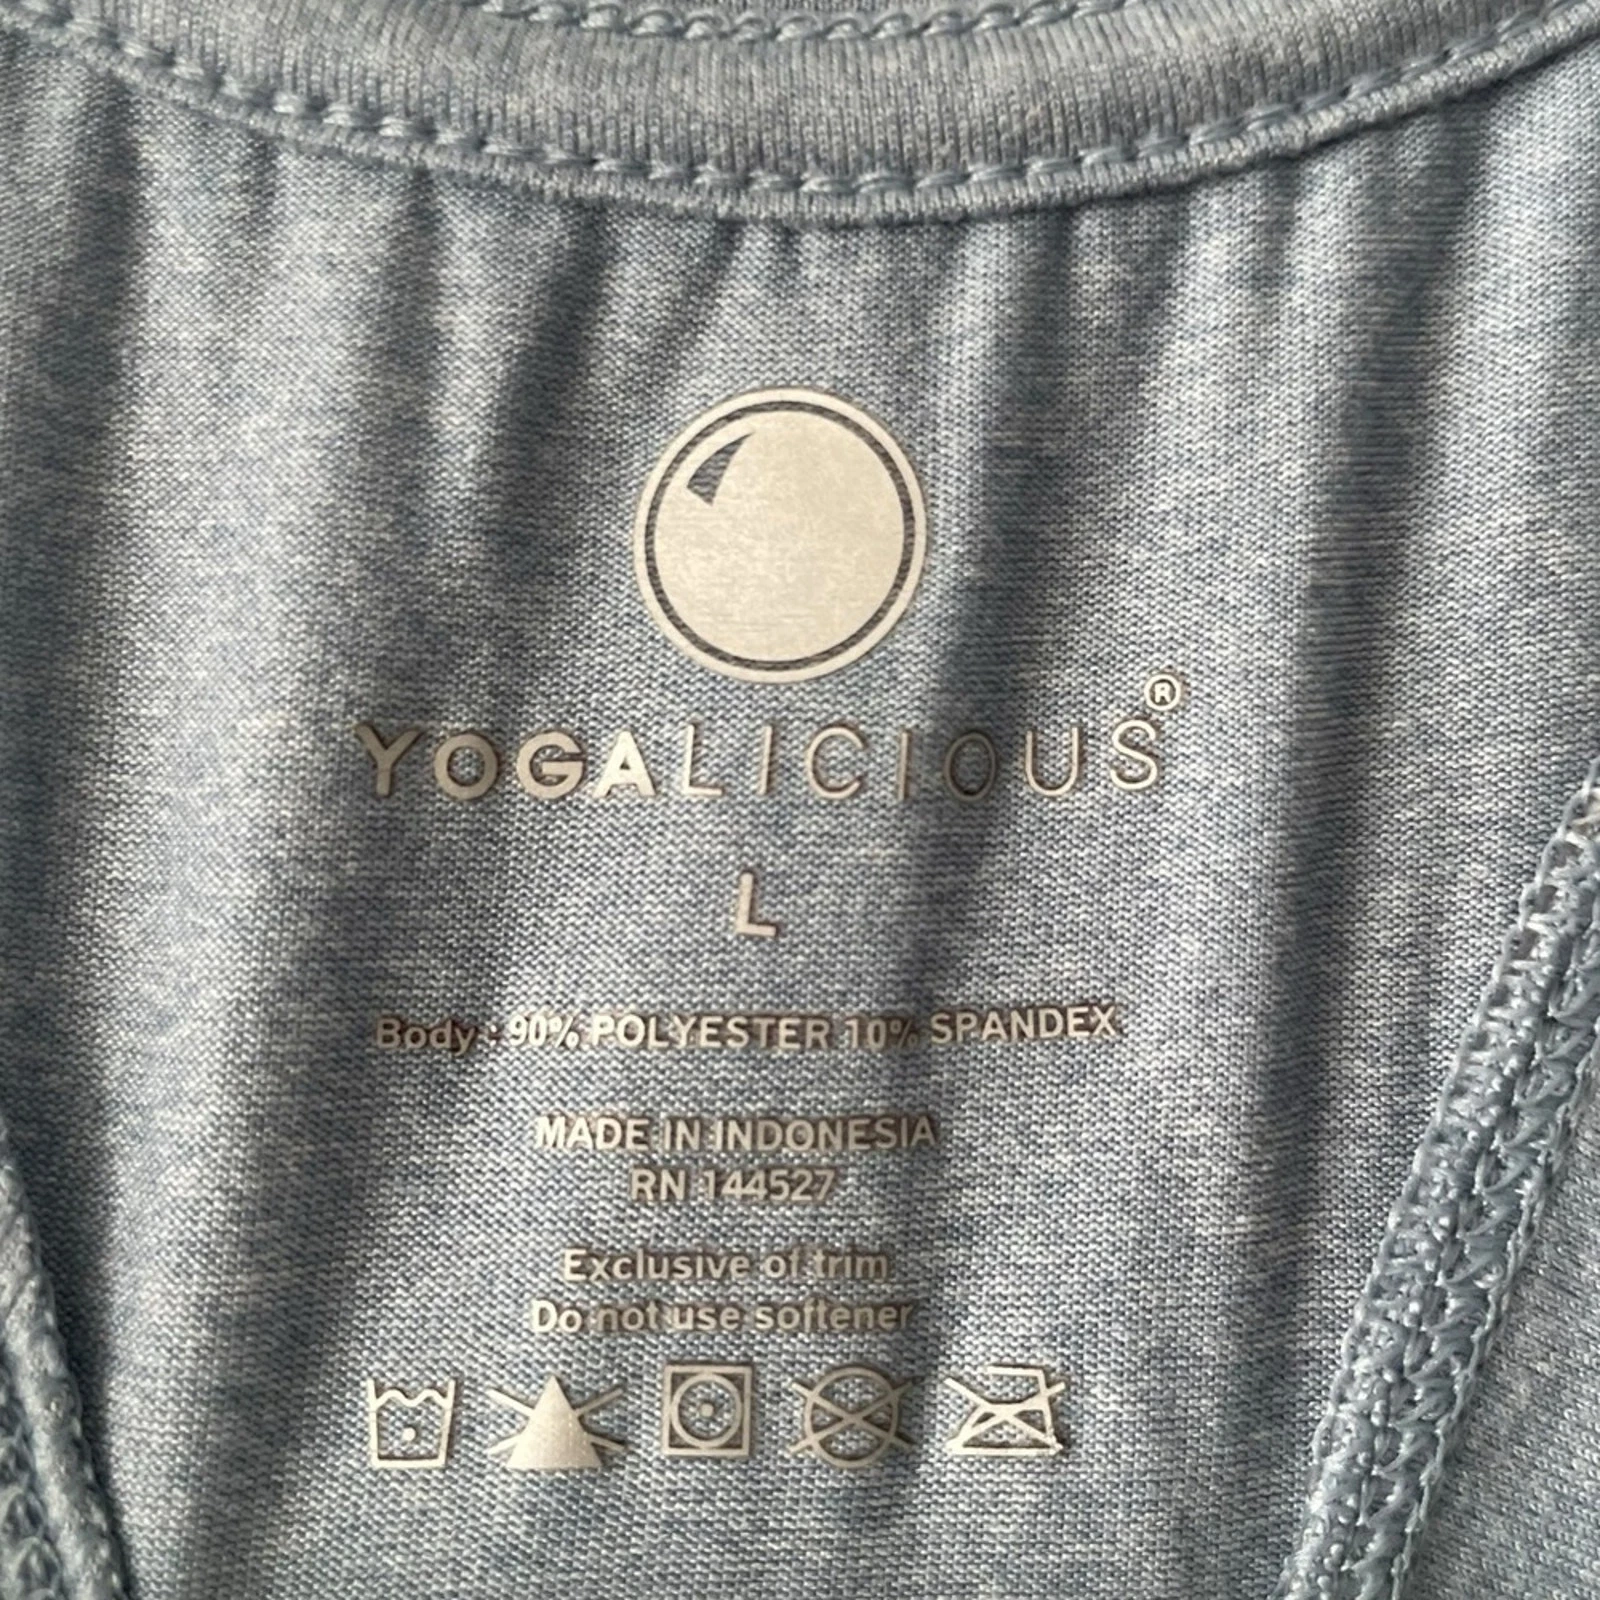 YOGALICIOUS®
L
Body : 90% POLYESTER 10% SPANDEX
MADE IN INDONESIA
RN 144527
Exclusive of trim
Do not use softener